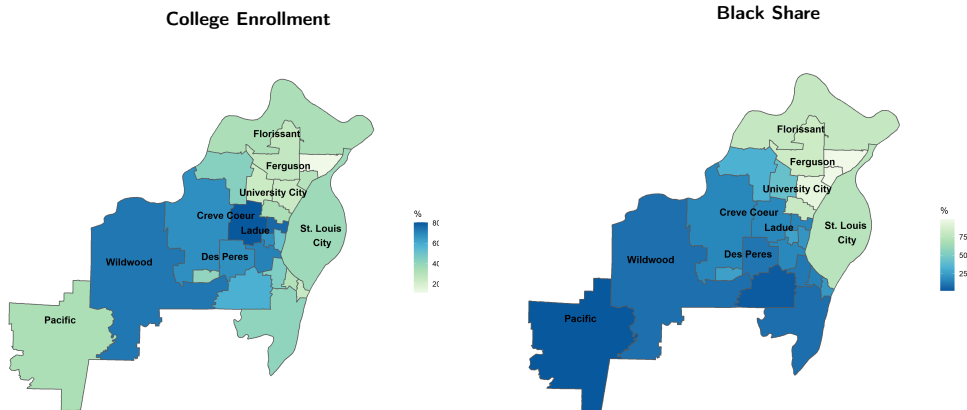 College Enrollment
Florissant
Ferguson
University City
Creve Coeur
Ladue
St. Louis
City
Des Peres
Wildwood
Pacific
%
80
60
40
20
Black Share
Florissant
Ferguson
University City
Creve Coeur
Ladue
St. Louis
City
Des Peres
Wildwood
Pacific
%
75
50
25